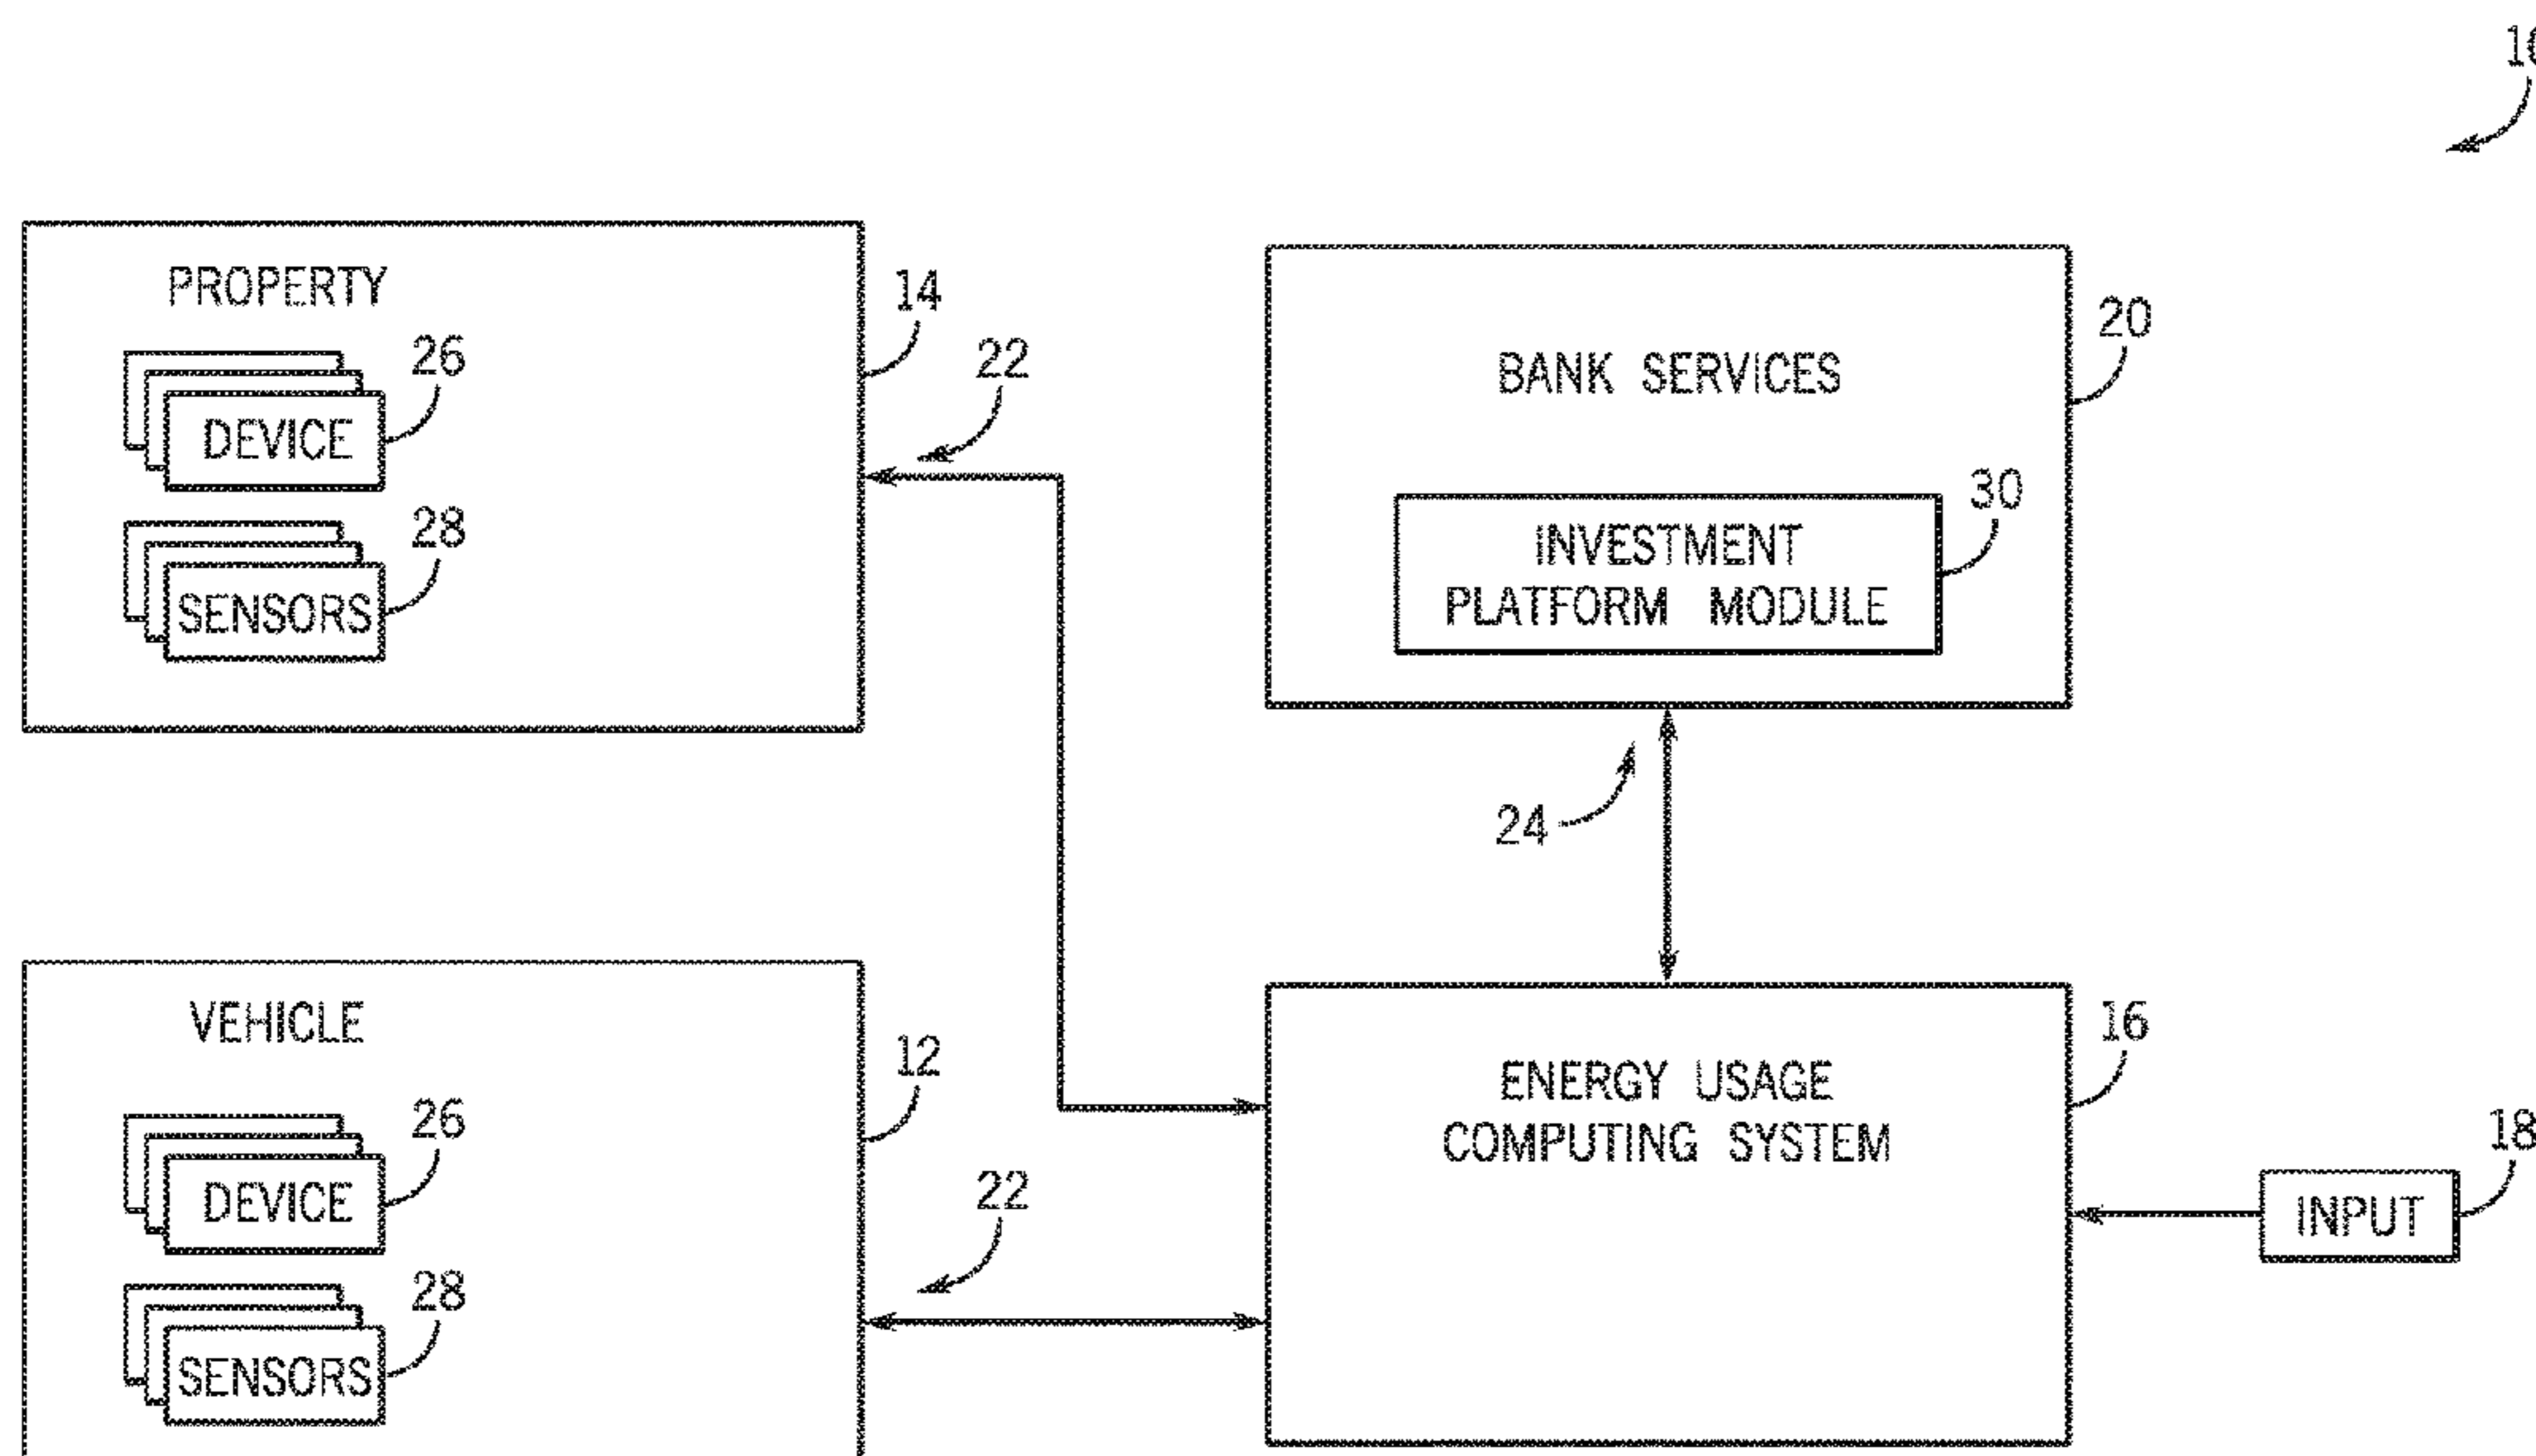 PROPERTY
14
26
DEVICE
22
28
SENSORS
20
BANK SERVICES
30
INVESTMENT
PLATFORM MODULE
24
VEHICLE
12
26
DEVICE
22
28
SENSORS
16
ENERGY USAGE
COMPUTING SYSTEM
18
INPUT